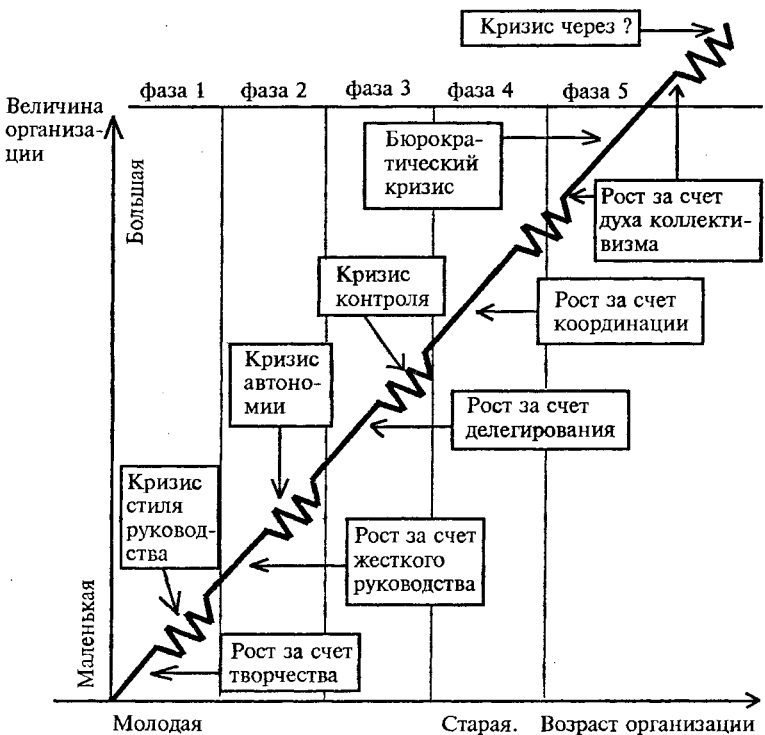 Кризис через ?
фаза 1
фаза 2
фаза 3
фаза 4
фаза 5
Величина
организа-
ции
Большая
Маленькая
Бюрокра-
тический
кризис
Рост за счет
духа коллекти-
визма
Кризис
контроля
Рост за счет
координации
Кризис
автоно-
мии
Рост за счет
делегирования
Кризис
стиля
руковод-
ства
Рост за счет
жесткого
руководства
Рост за счет
творчества
Молодая
Старая.
Возраст организации